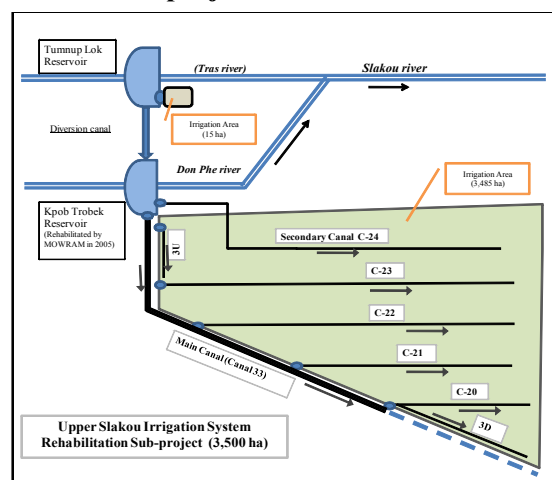 Tumnup Lok
Reservoir
(Tras river)
Slakou river
Irrigation Area
(15 ha)
Diversion canal
Irrigation Area
(3,485 ha)
Don Phe river
Kpob Trobek
Reservoir
(Rehabilitated by
MOWRAM in 2005)
Secondary Canal C-24
3U
C-23
C-22
C-21
Main Canal (Canal 33)
C-20
3D
Upper Slakou Irrigation System
Rehabilitation Sub-project (3,500 ha)